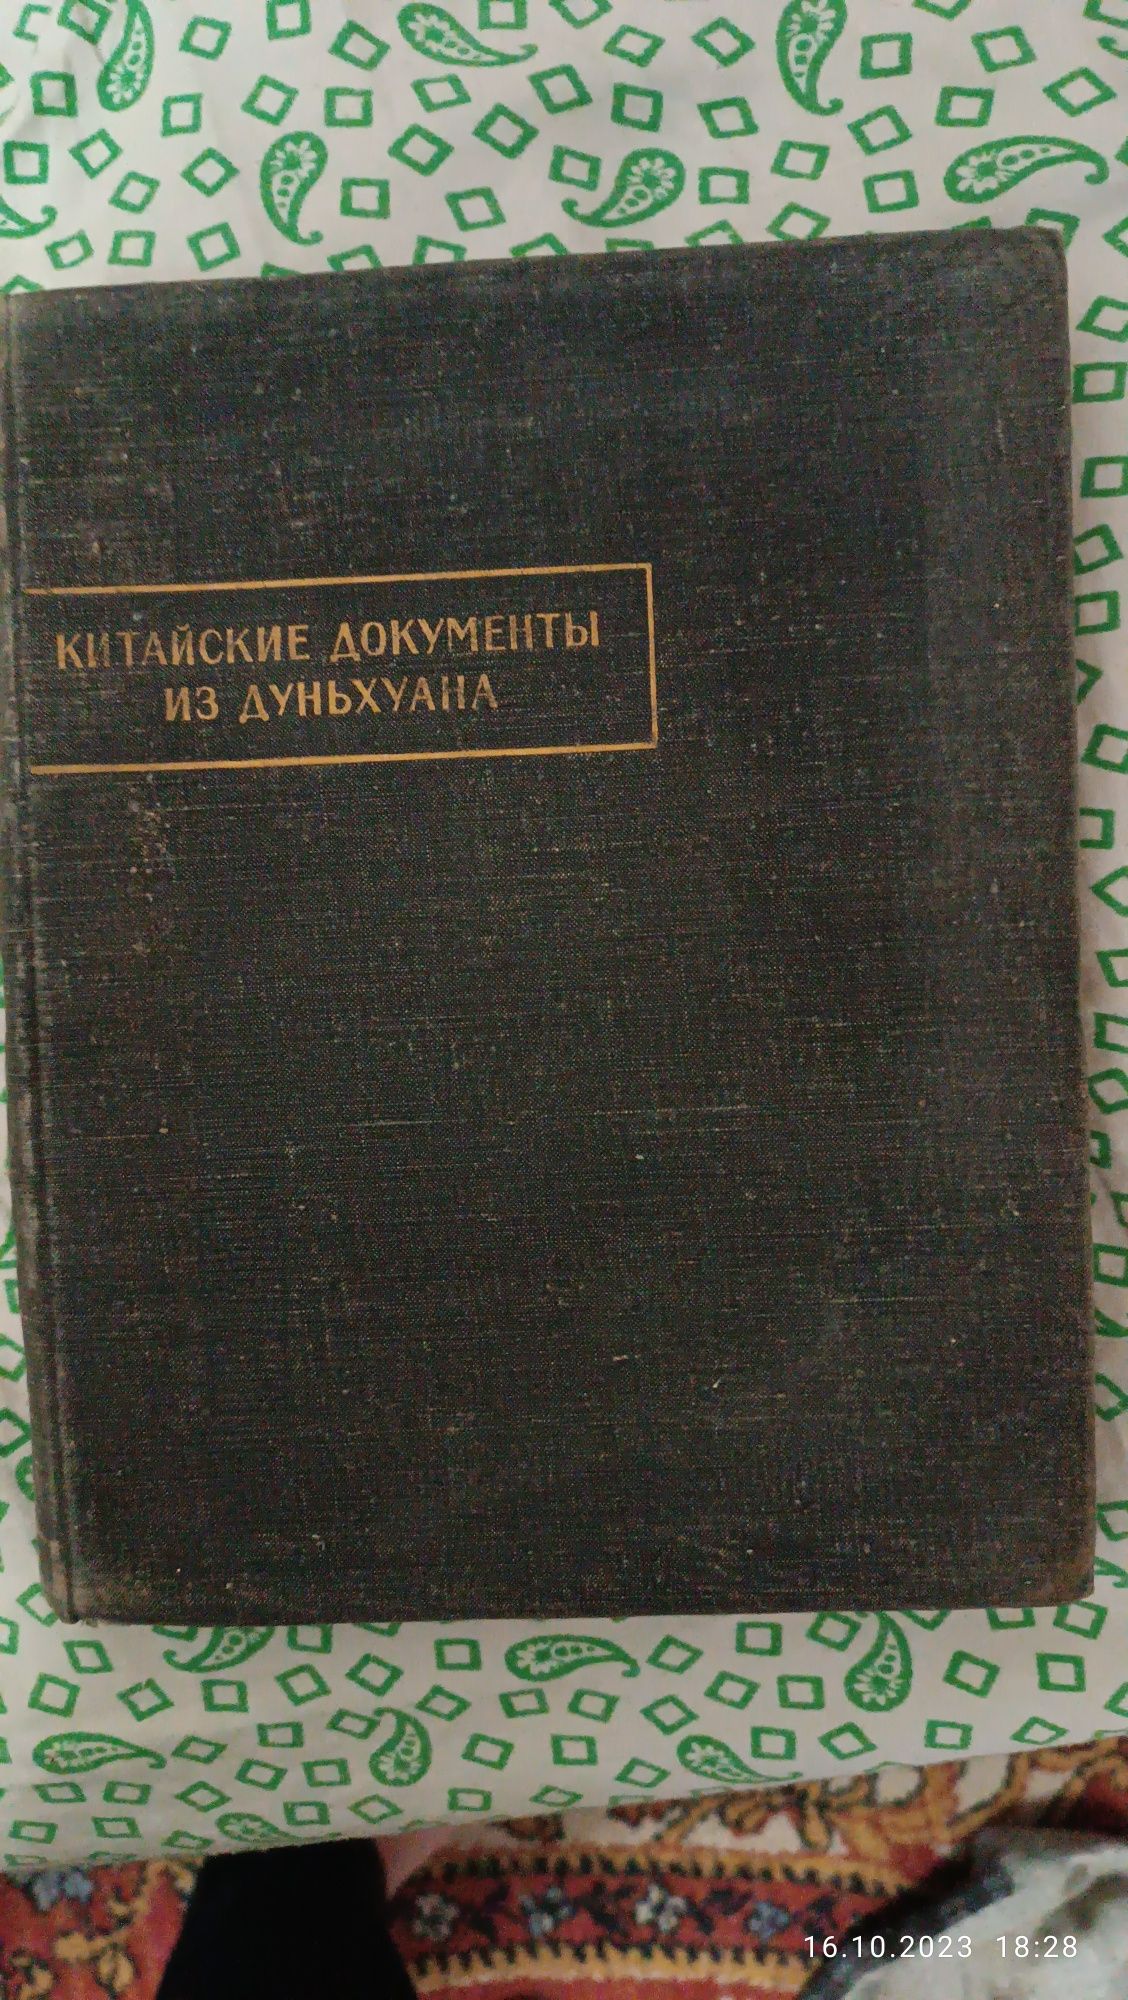 КИТАЙСКИЕ ДОКУМЕНТЫ
ИЗ ДУНЬХУАНА
16.10.2023 18:28